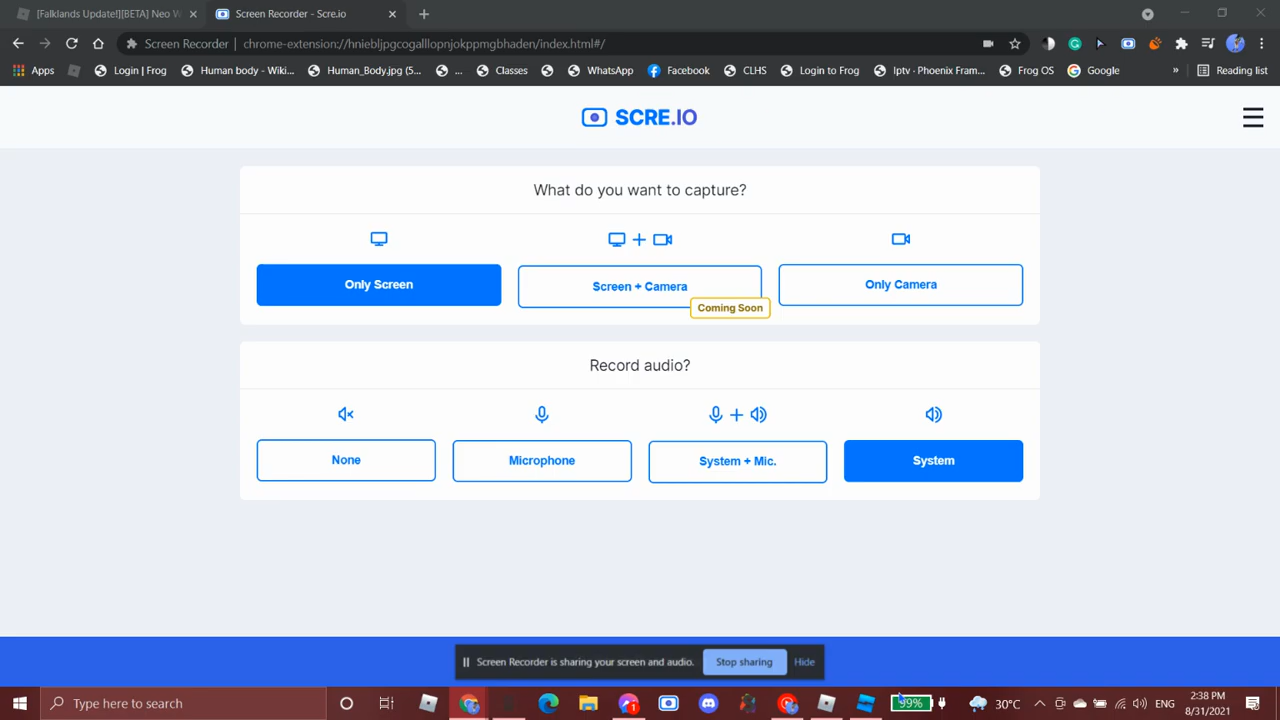 [Falklands Update!][BETA] Neo W
Screen Recorder - Scre.io
Screen Recorder
chrome-extension://hniebljpgcogalllopnjokppmgbhaden/index.html#/
Apps
Login | Frog
Human body - Wiki...
Human_Body.jpg (5...
...
Classes
WhatsApp
Facebook
CLHS
Login to Frog
Iptv · Phoenix Fram...
Frog OS
Google
»
Reading list
SCRE.IO
What do you want to capture?
Only Screen
Screen + Camera
Only Camera
Coming Soon
Record audio?
None
Microphone
System + Mic.
System
Screen Recorder is sharing your screen and audio.
Stop sharing
Hide
Type here to search
1
99%
30°C
ENG
2:38 PM
8/31/2021